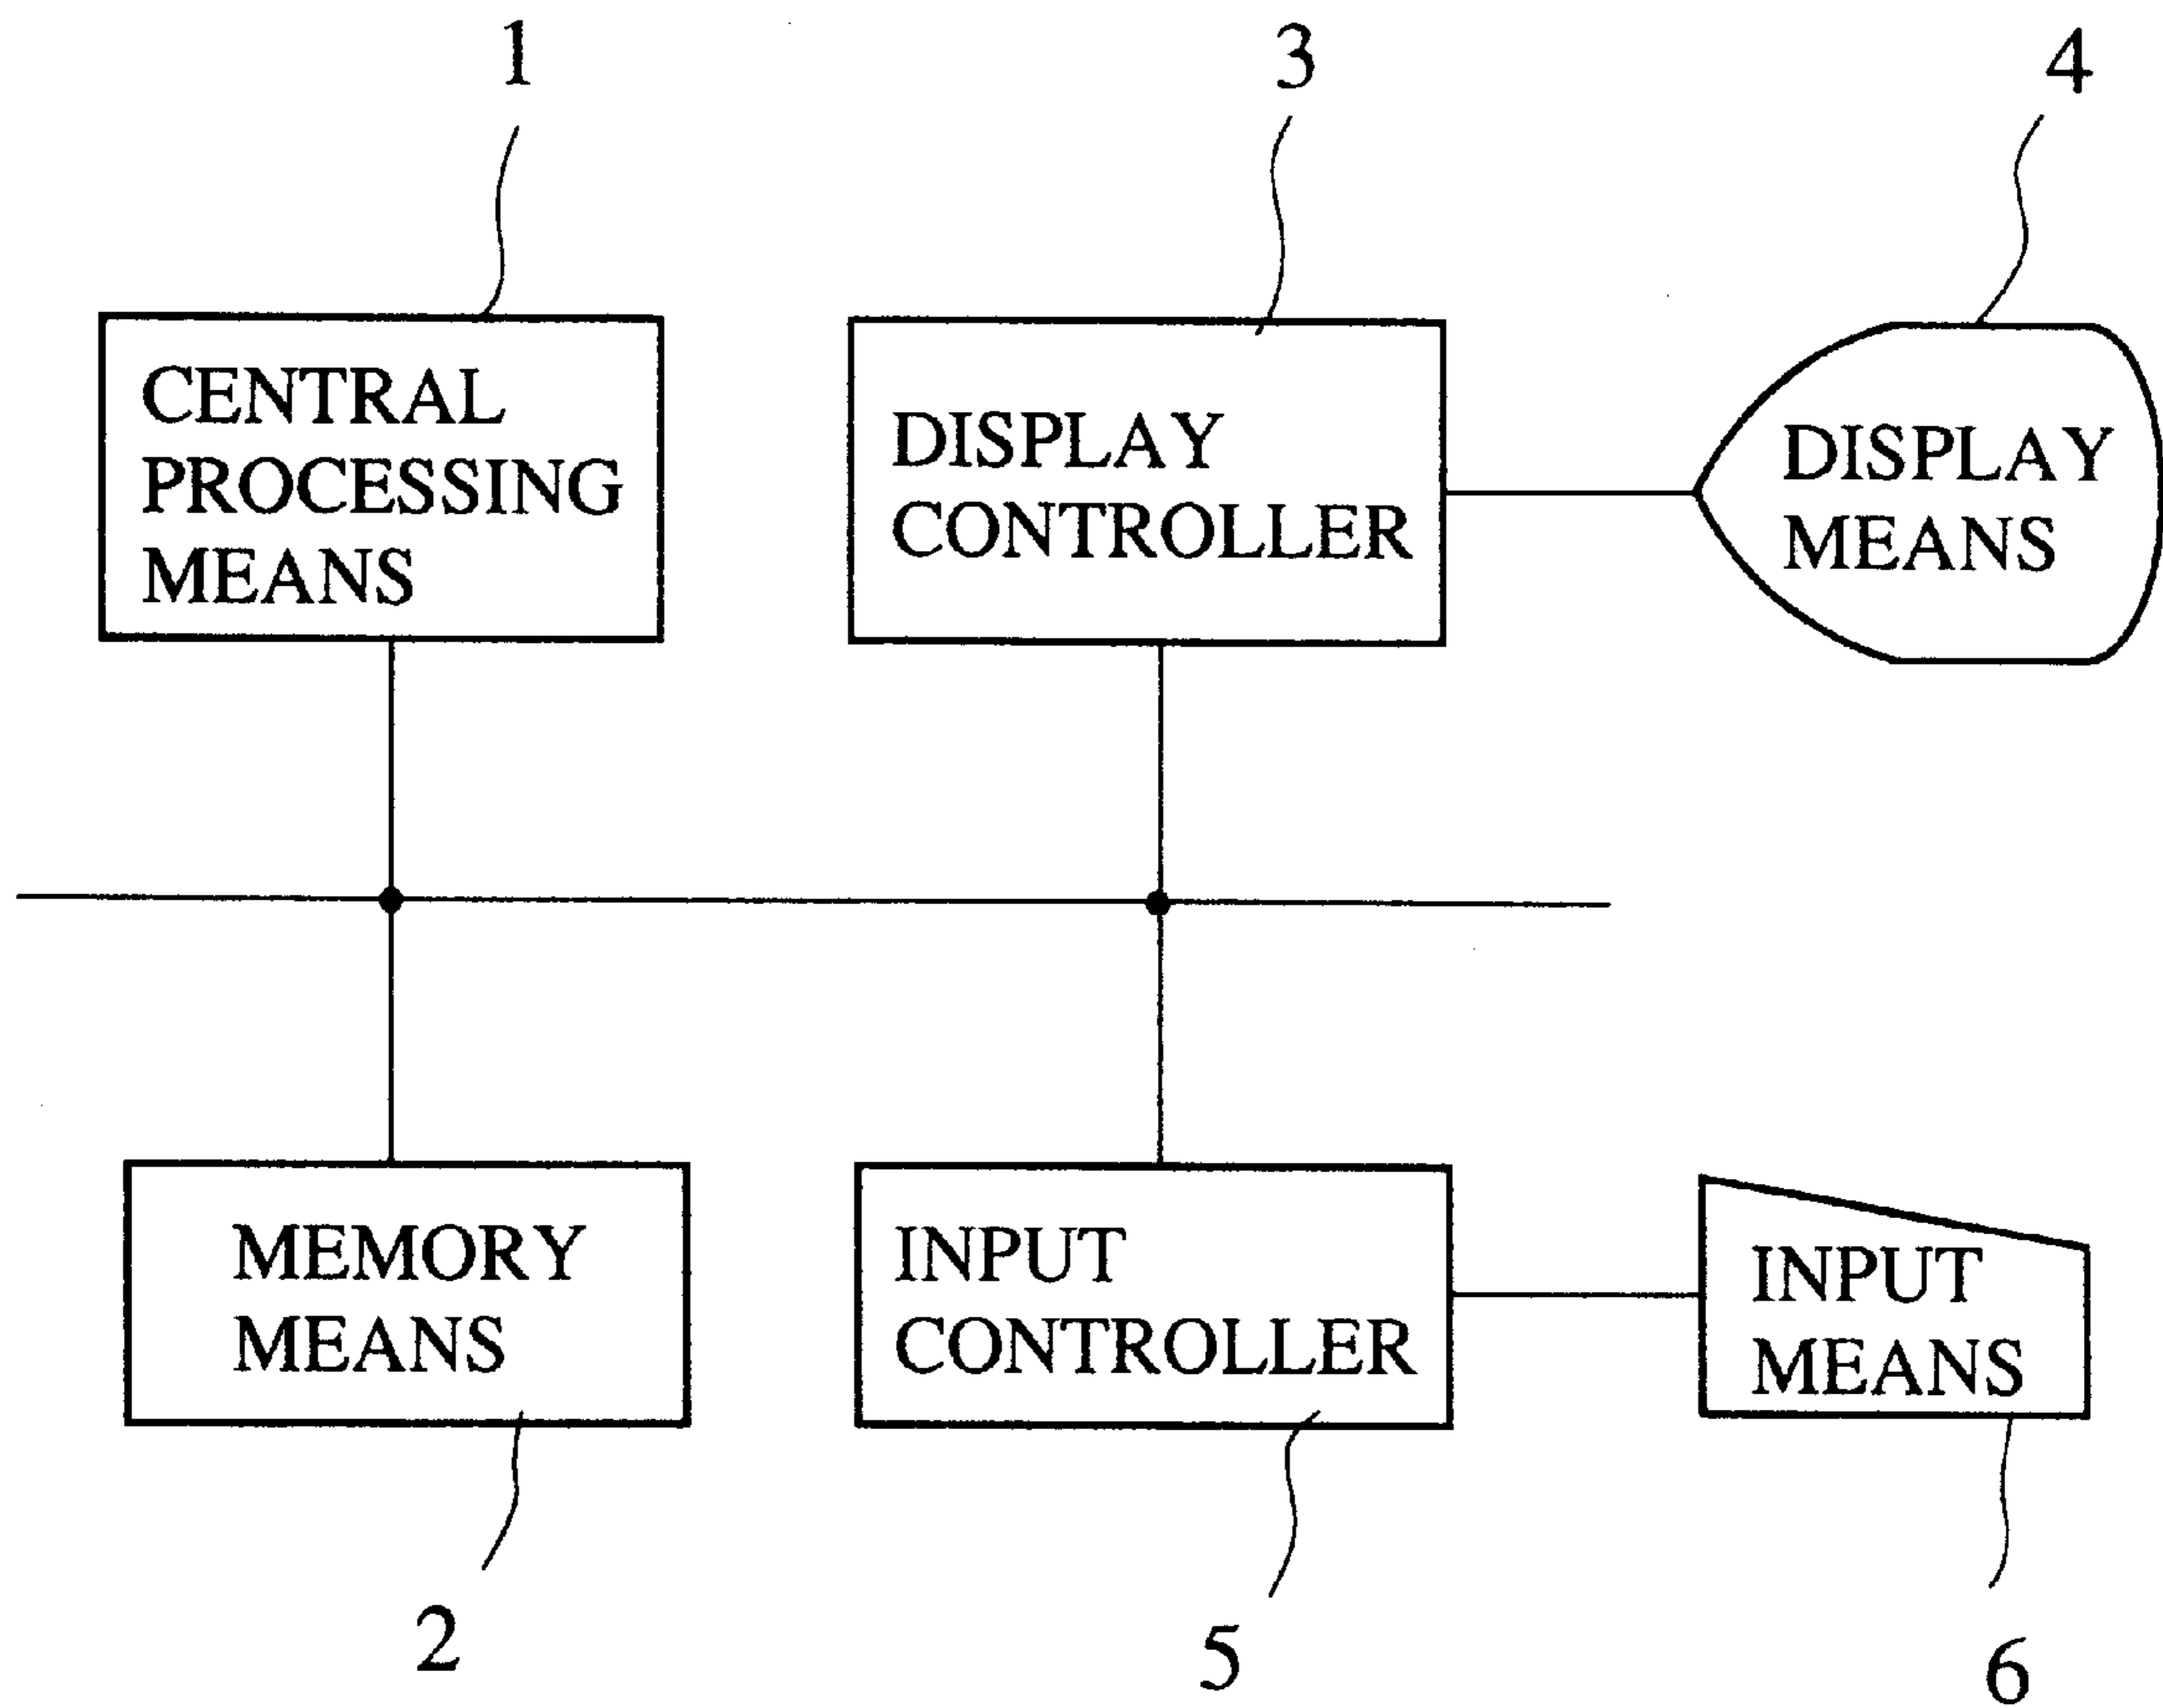 1
3
4
CENTRAL
PROCESSING
MEANS
DISPLAY
CONTROLLER
DISPLAY
MEANS
MEMORY
MEANS
INPUT
CONTROLLER
INPUT
MEANS
2
5
6